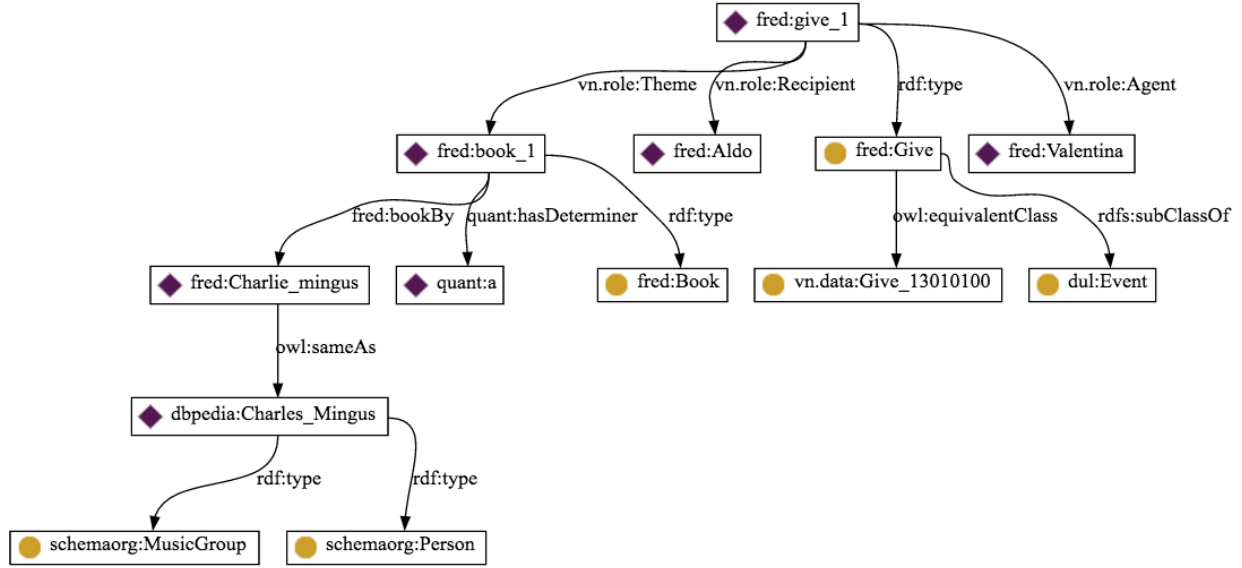 fred:give_1
vn.role:Theme
vn.role:Recipient
rdf:type
vn.role:Agent
fred:book_1
fred:Aldo
fred:Give
fred:Valentina
fred:bookBy
quant:hasDeterminer
rdf:type
owl:equivalentClass
rdfs:subClassOf
fred:Charlie_mingus
quant:a
fred:Book
vn.data:Give_13010100
dul:Event
owl:sameAs
dbpedia:Charles_Mingus
rdf:type
rdf:type
schemaorg:MusicGroup
schemaorg:Person